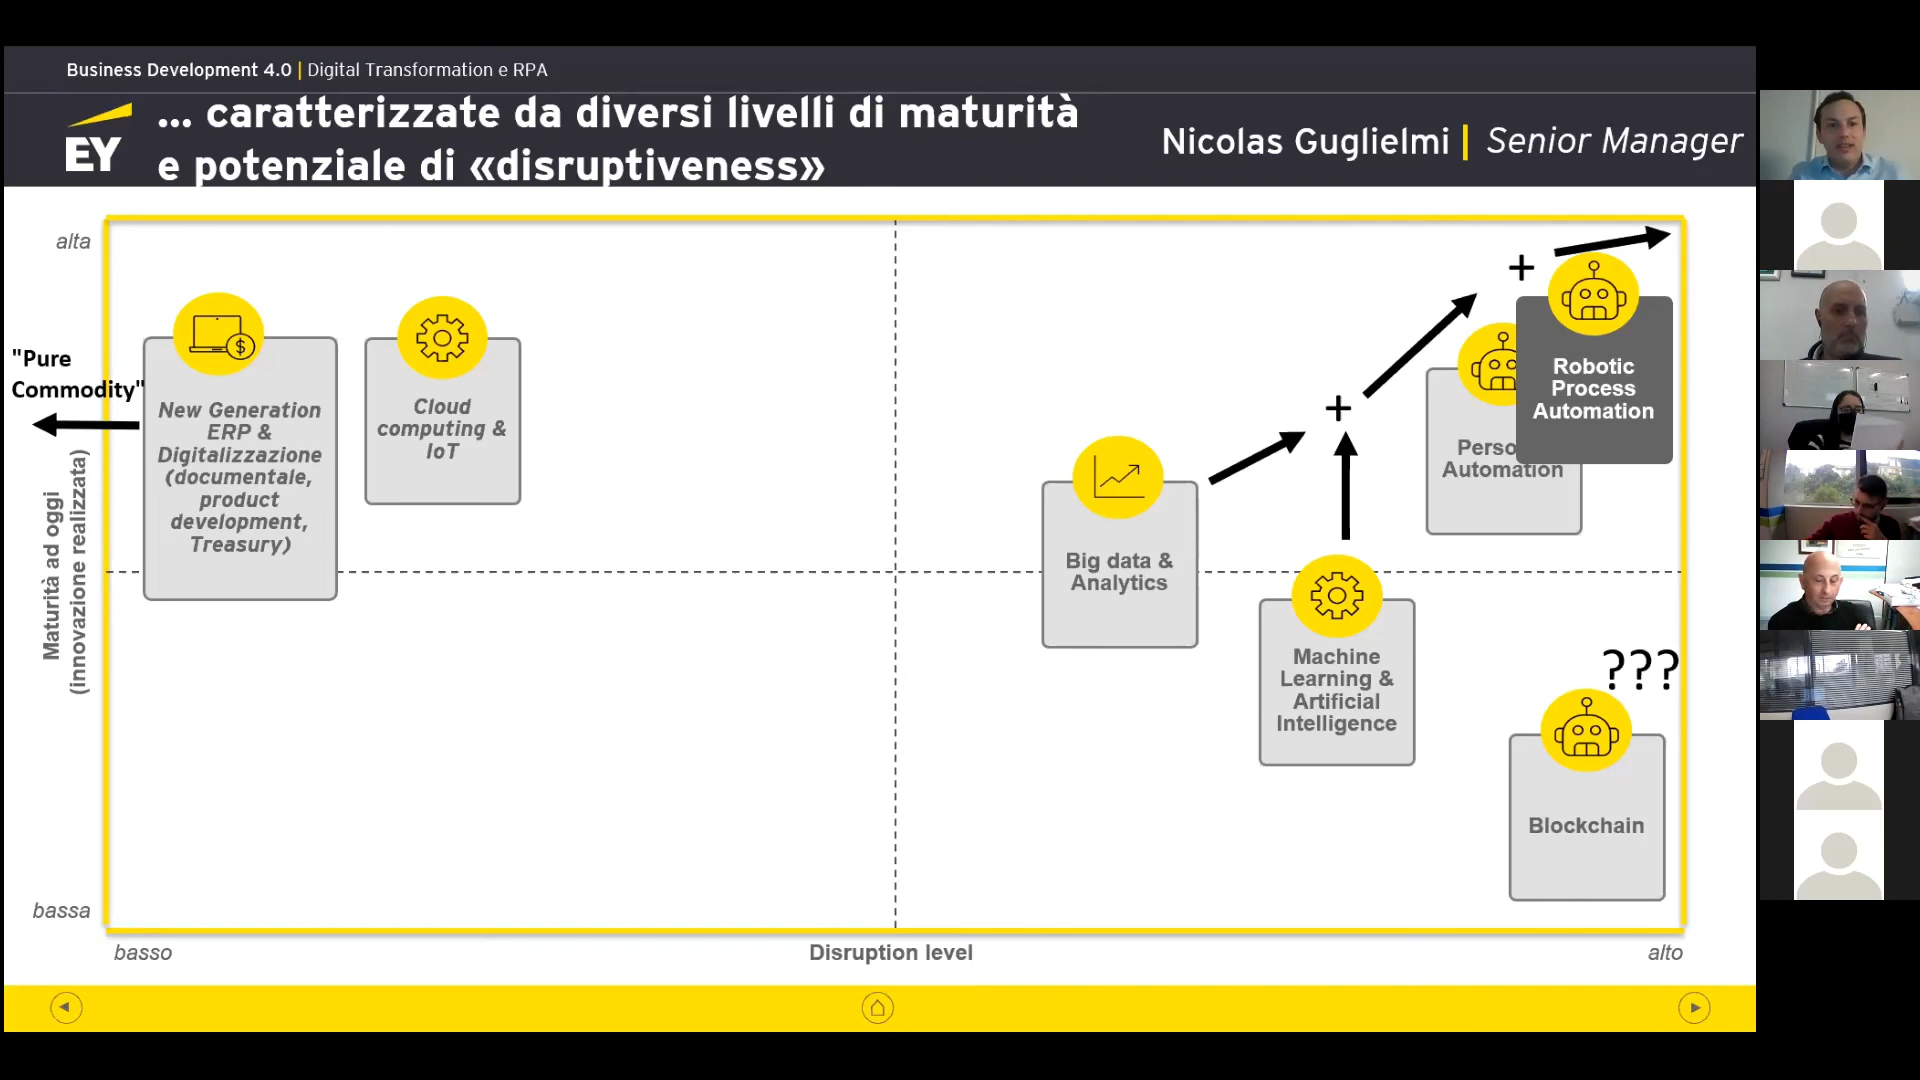 Business Development 4.0 | Digital Transformation e RPA
EY
... caratterizzate da diversi livelli di maturità
e potenziale di «disruptiveness»
Nicolas Guglielmi | Senior Manager
alta
"Pure
Commodity"
Maturità ad oggi
(innovazione realizzata)
bassa
$
New Generation
ERP &
Digitalizzazione
(documentale,
product
development,
Treasury)
Cloud
computing &
IoT
Big data &
Analytics
+
Machine
Learning &
Artificial
Intelligence
+
Perso
Automation
Robotic
Process
Automation
???
Blockchain
basso
Disruption level
alto